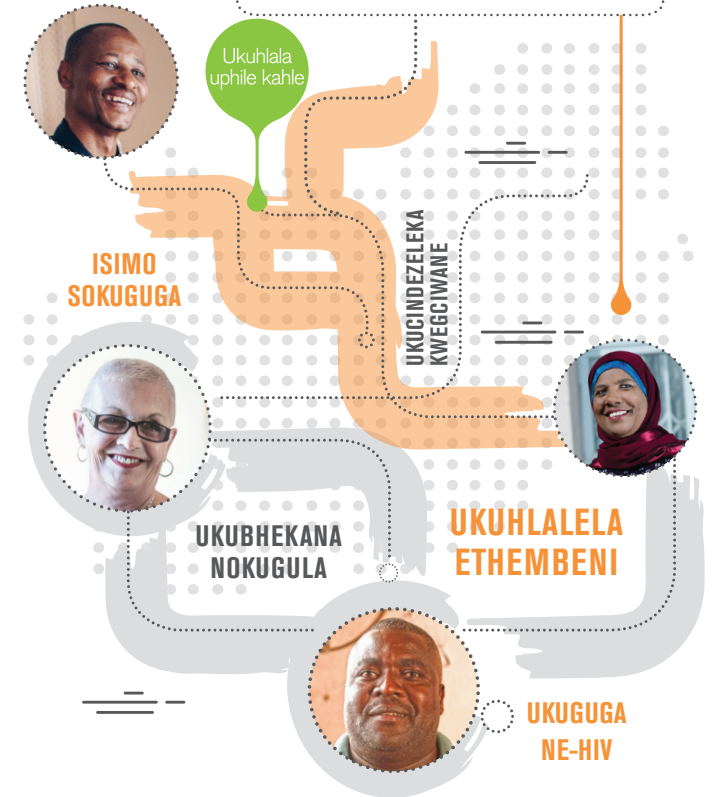 Ukuhlala
uphile kahle
ISIMO
SOKUGUGA
UKUCINDEZELEKA
KWEGCIWANE
UKUBHEKANA
NOKUGULA
UKUHLALELA
ETHEMBENI
UKUGUGA
NE-HIV